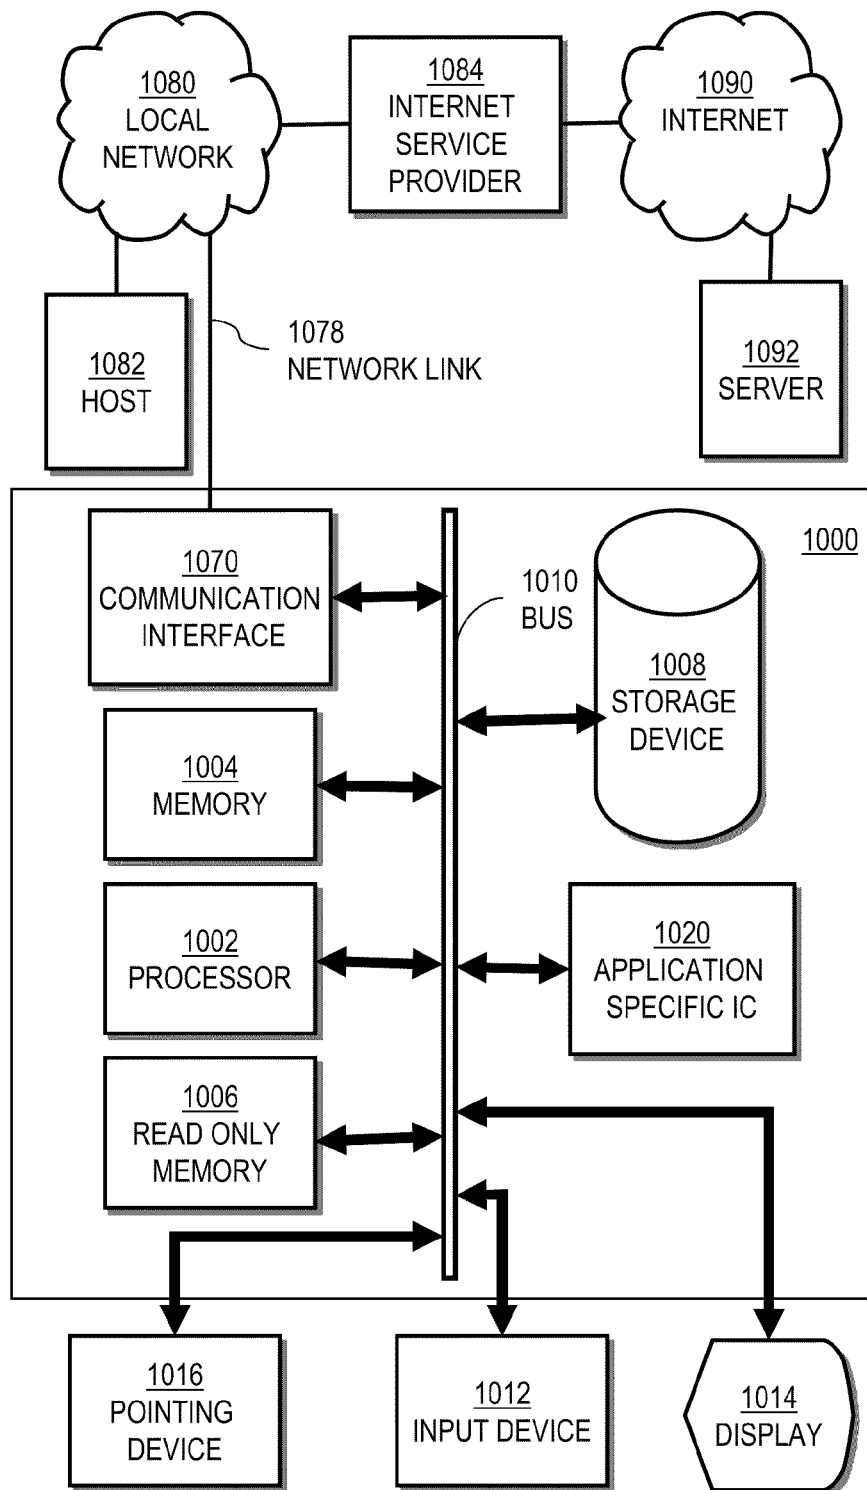 1080
LOCAL
NETWORK
1084
INTERNET
SERVICE
PROVIDER
1090
INTERNET
1082
HOST
1078
NETWORK LINK
1092
SERVER
1000
1070
COMMUNICATION
INTERFACE
1010
BUS
1008
STORAGE
DEVICE
1004
MEMORY
1002
PROCESSOR
1020
APPLICATION
SPECIFIC IC
1006
READ ONLY
MEMORY
1016
POINTING
DEVICE
1012
INPUT DEVICE
1014
DISPLAY